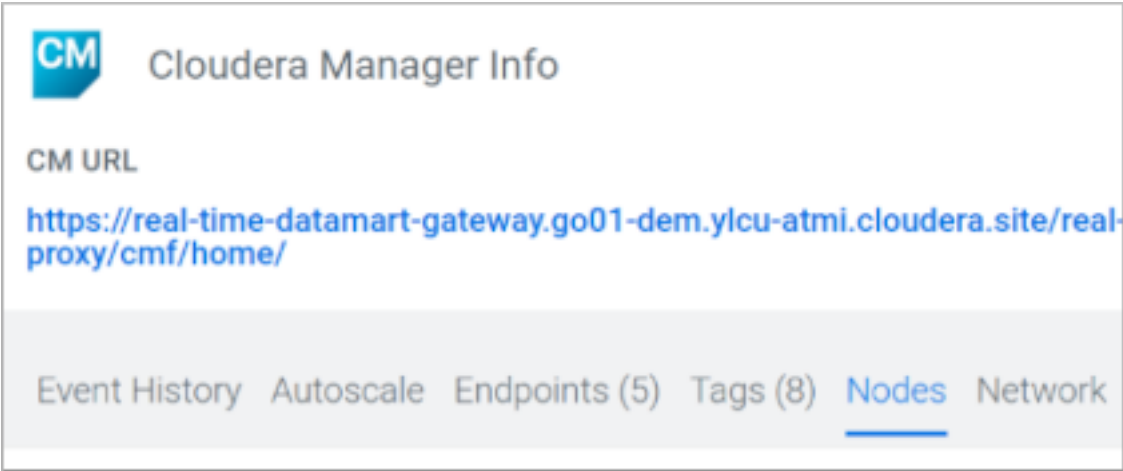 CM
Cloudera Manager Info
CM URL
https://real-time-datamart-gateway.go01-dem.ylcu-atmi.cloudera.site/real-
proxy/cmf/home/
Event History Autoscale Endpoints (5) Tags (8) Nodes Network